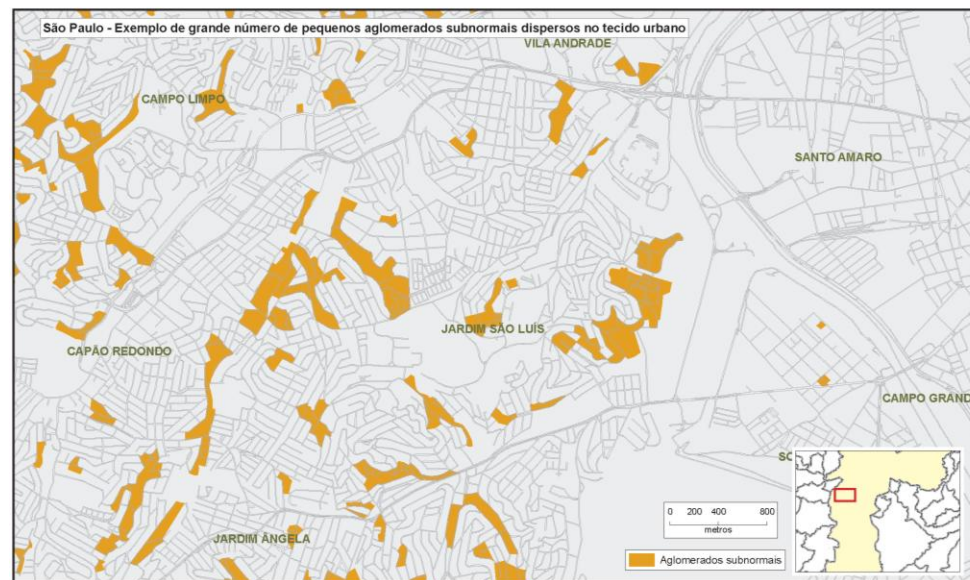 São Paulo - Exemplo de grande número de pequenos aglomerados subnormais dispersos no tecido urbano
VILA ANDRADE
CAMPO LIMPO
SANTO AMARO
JARDIM SÃO LUÍS
CAPÃO REDONDO
CAMPO GRAND
SO
0 200 400 800
metros
JARDIM ÂNGELA
Aglomerados subnormais